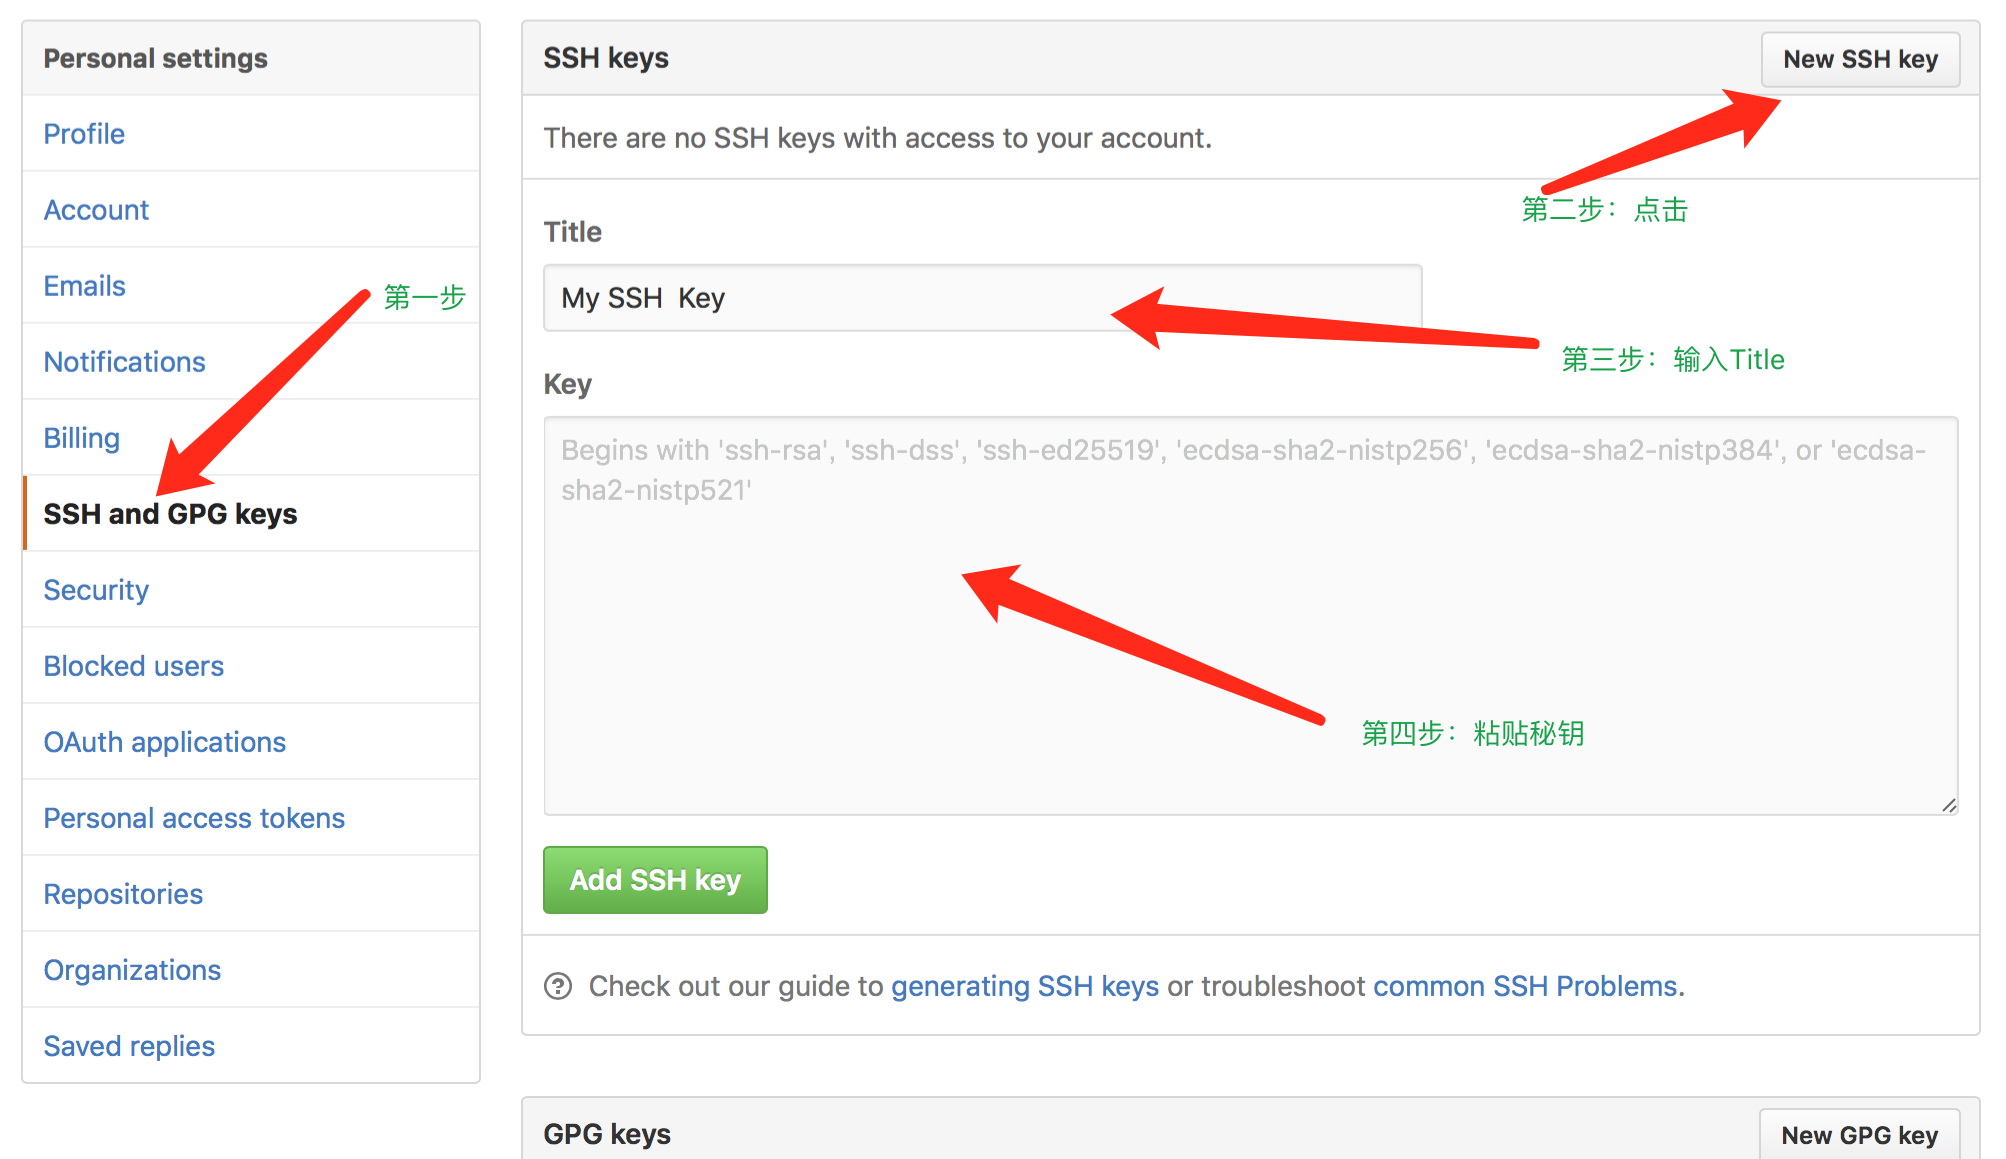 Personal settings
Profile
Account
Emails
第一步
Notifications
Billing
SSH and GPG keys
Security
Blocked users
OAuth applications
Personal access tokens
Repositories
Organizations
Saved replies
SSH keys
New SSH key
There are no SSH keys with access to your account.
第二步：点击
Title
My SSH  Key
第三步：输入Title
Key
Begins with 'ssh-rsa', 'ssh-dss', 'ssh-ed25519', 'ecdsa-sha2-nistp256', 'ecdsa-sha2-nistp384', or 'ecdsa-
sha2-nistp521'
第四步：粘贴秘钥
Add SSH key
Check out our guide to generating SSH keys or troubleshoot common SSH Problems.
GPG keys
New GPG key